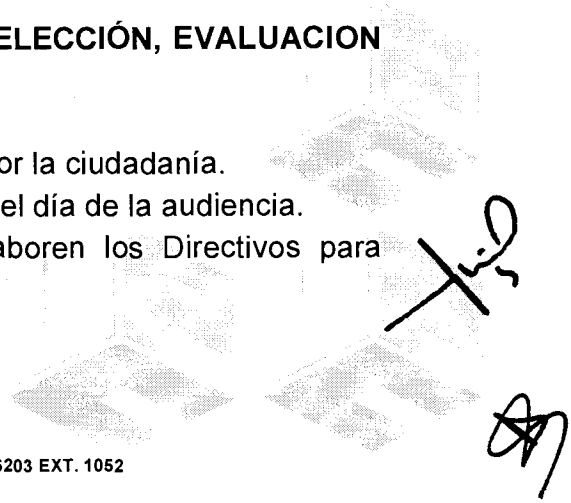 ELECCIÓN, EVALUACION
or la ciudadanía.
el día de la audiencia.
aboren los Directivos para
6203 EXT. 1052